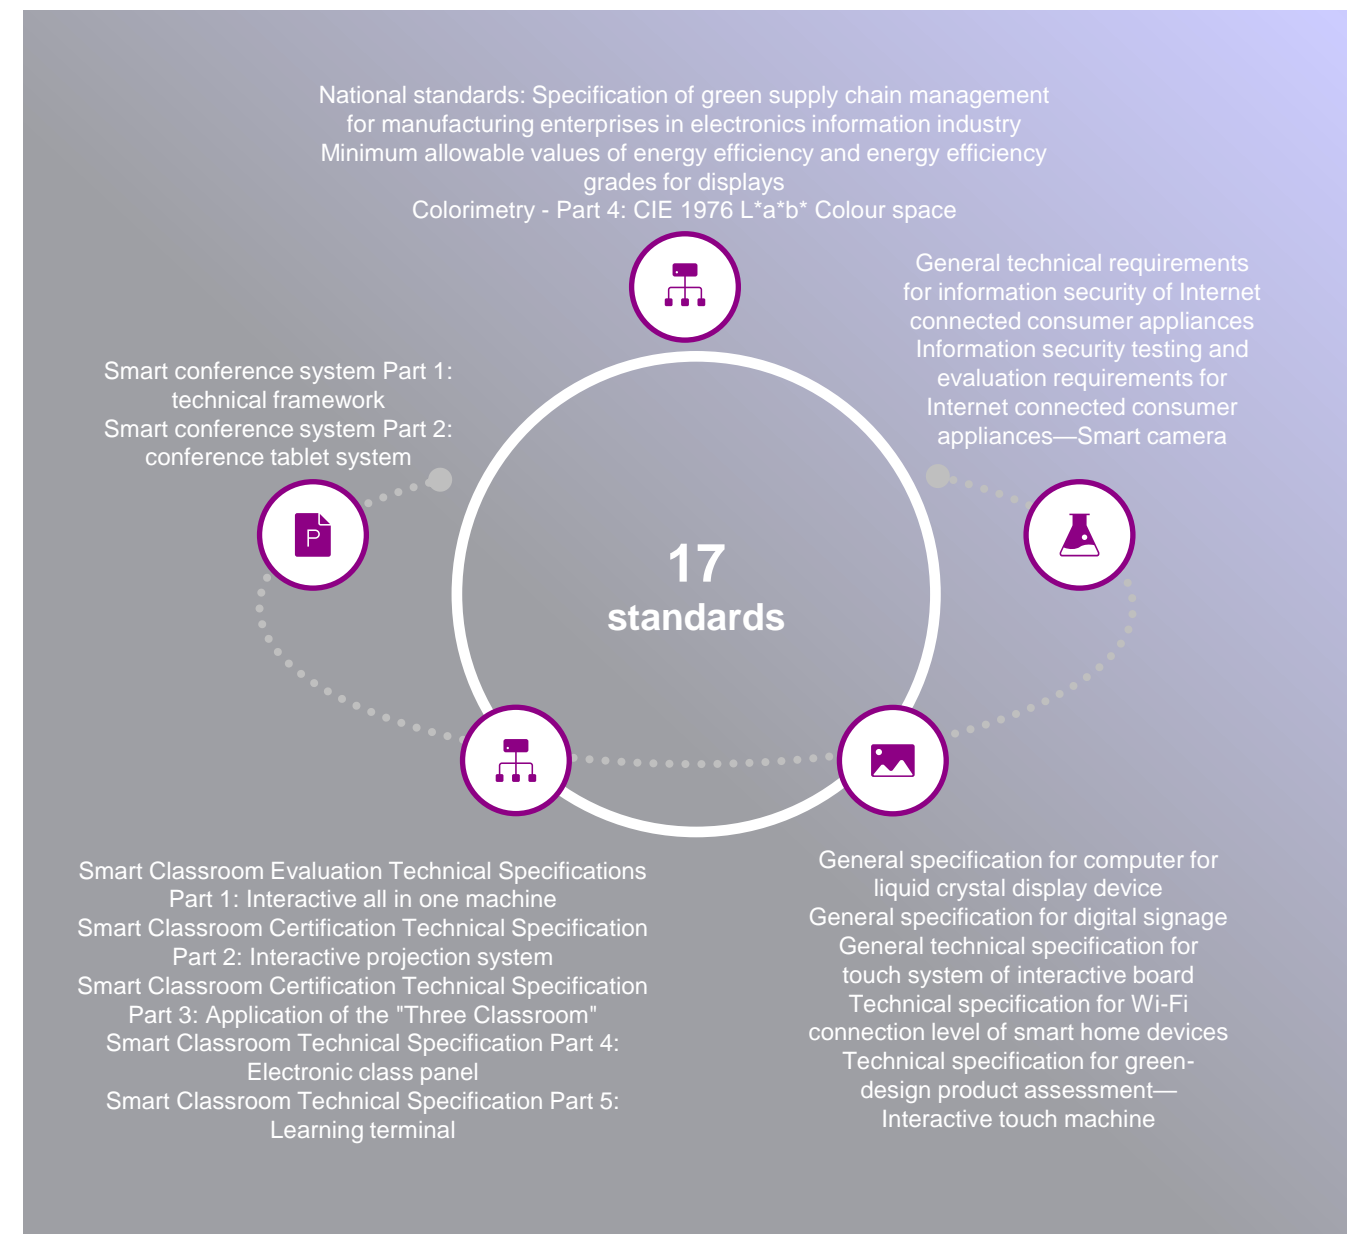 National standards: Specification of green supply chain management
for manufacturing enterprises in electronics information industry
Minimum allowable values of energy efficiency and energy efficiency
grades for displays
Colorimetry - Part 4: CIE 1976 L*a*b* Colour space
General technical requirements
for information security of Internet
connected consumer appliances
Information security testing and
evaluation requirements for
Internet connected consumer
appliances—Smart camera
Smart conference system Part 1:
technical framework
Smart conference system Part 2:
conference tablet system
P
17
standards
Smart Classroom Evaluation Technical Specifications
Part 1: Interactive all in one machine
Smart Classroom Certification Technical Specification
Part 2: Interactive projection system
Smart Classroom Certification Technical Specification
Part 3: Application of the "Three Classroom"
Smart Classroom Technical Specification Part 4:
Electronic class panel
Smart Classroom Technical Specification Part 5:
Learning terminal
General specification for computer for
liquid crystal display device
General specification for digital signage
General technical specification for
touch system of interactive board
Technical specification for Wi-Fi
connection level of smart home devices
Technical specification for green-
design product assessment—
Interactive touch machine